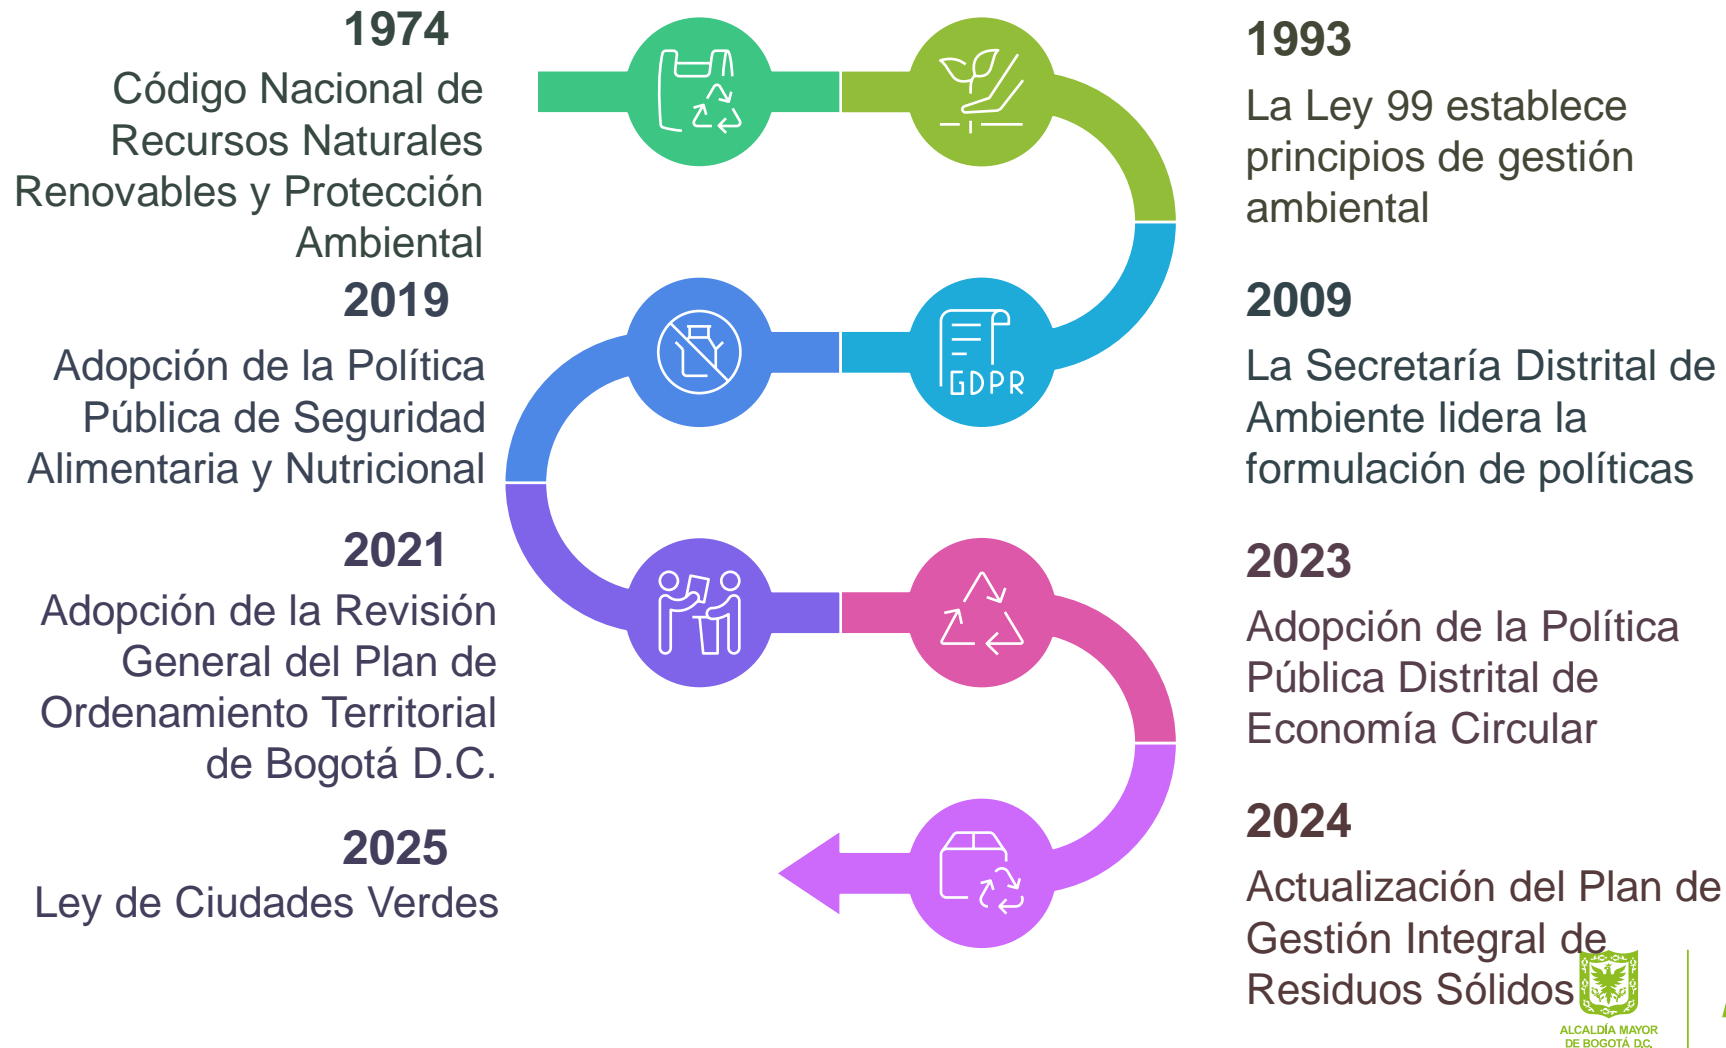 1974
Código Nacional de
Recursos Naturales
Renovables y Protección
Ambiental
1993
La Ley 99 establece
principios de gestión
ambiental
2009
La Secretaría Distrital de
Ambiente lidera la
formulación de políticas
GDPR
2019
Adopción de la Política
Pública de Seguridad
Alimentaria y Nutricional
2021
Adopción de la Revisión
General del Plan de
Ordenamiento Territorial
de Bogotá D.C.
2023
Adopción de la Política
Pública Distrital de
Economía Circular
2024
Actualización del Plan de
Gestión Integral de
Residuos Sólidos
2025
Ley de Ciudades Verdes
ALCALDÍA MAYOR
DE BOGOTÁ D.C.